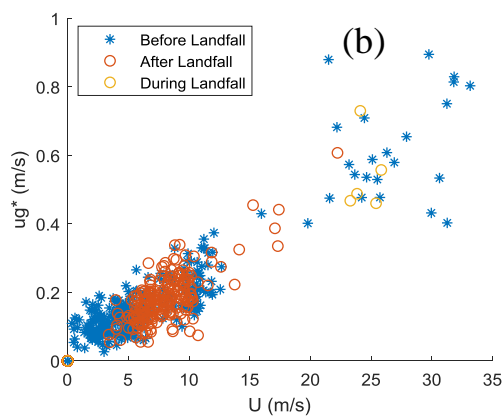 1
Before Landfall
(b)
After Landfall
During Landfall
0.8
0.6
ug* (m/s)
0.4
0.2
0
0 5 10 15 20 25 30 35
U (m/s)